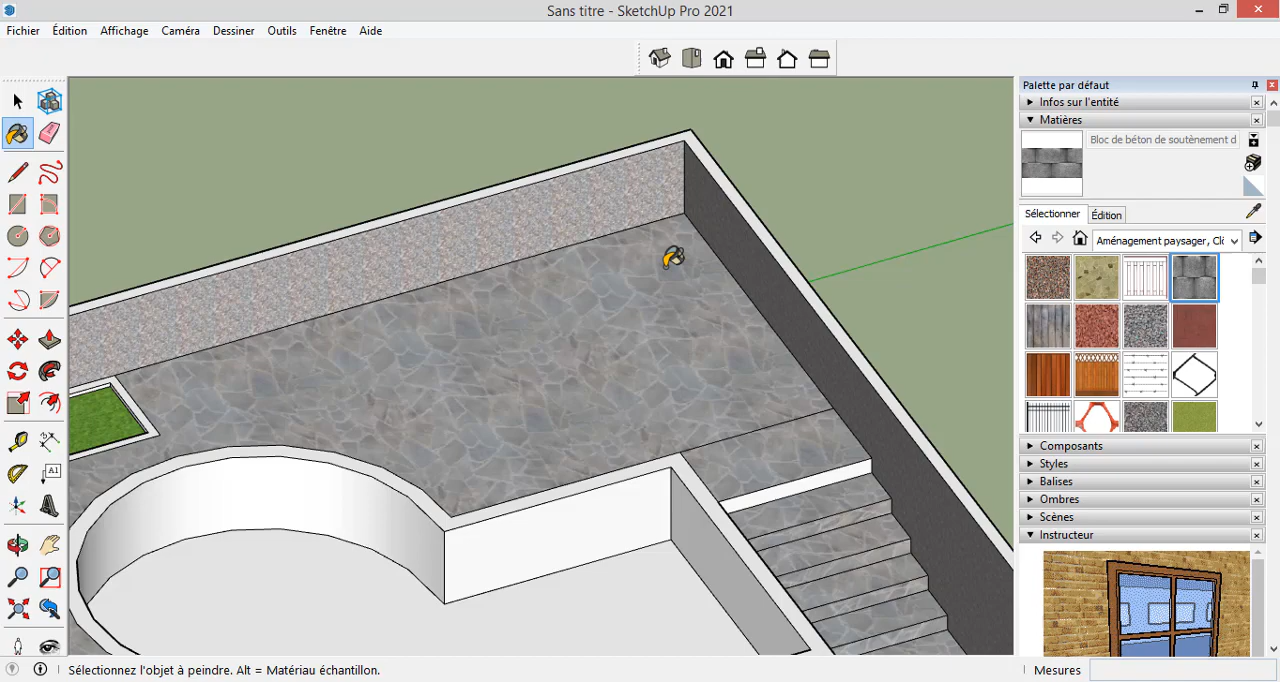 Sans titre - SketchUp Pro 2021
Fichier Édition Affichage Caméra Dessiner Outils Fenêtre Aide
Palette par défaut
Infos sur l'entité
Matières
Bloc de béton de soutènement d
Sélectionner Édition
Aménagement paysager, Clô
Composants
Styles
Balises
Ombres
Scènes
Instructeur
A1
Sélectionnez l'objet à peindre. Alt = Matériau échantillon.
Mesures